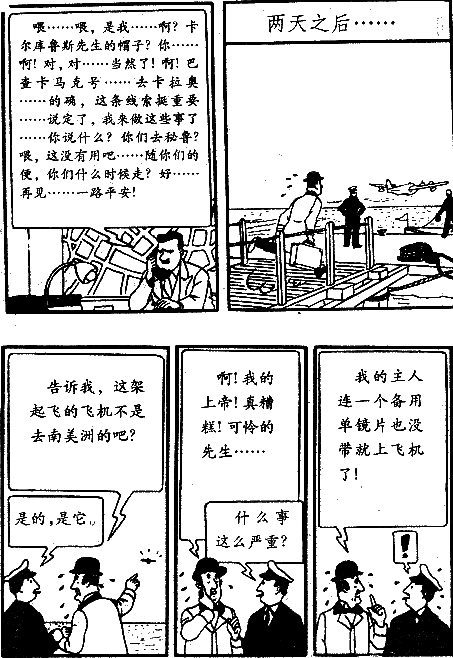 喂……喂，是我……啊？卡
尔库鲁斯先生的帽子？你……
啊！对，对……当然了！啊！巴
查卡马克号……去卡拉奥
……的确，这条线索挺重要
……说定了，我来做这些事了
……你说什么？你们去秘鲁？
喂，这没有用吧……随你们的
便，你们什么时候走？好……
再见……一路平安！
两天之后……
告诉我，这架
起飞的飞机不是
去南美洲的吧？
是的，是它。
啊！我的
上帝！真糟
糕！可怜的
先生……
什么事
这么严重？
我的主人
连一个备用
单镜片也没
带就上飞机
了！
!